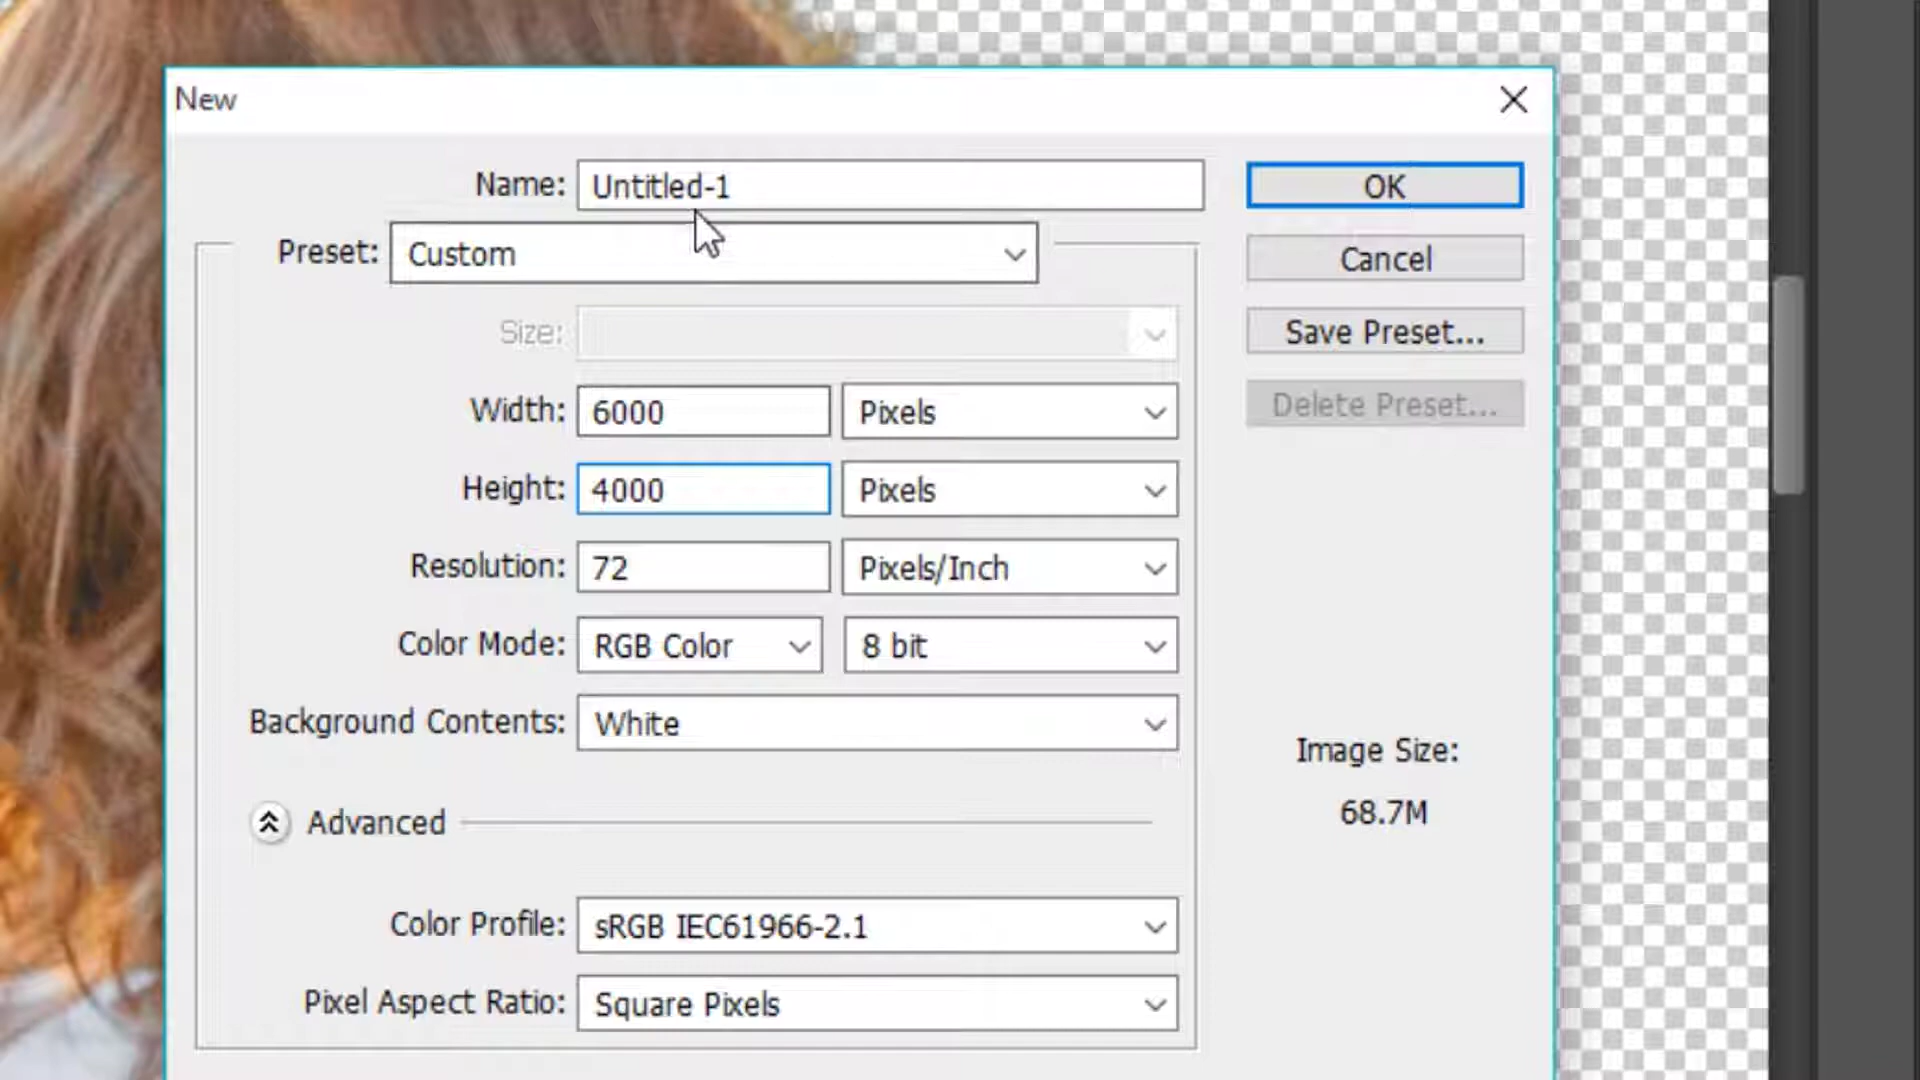 New
Name: Untitled-1
OK
Preset: Custom
Cancel
Size:
Save Preset...
Width: 6000 Pixels
Delete Preset...
Height: 4000 Pixels
Resolution: 72 Pixels/Inch
Color Mode: RGB Color 8 bit
Background Contents: White
Image Size:
68.7M
Advanced
Color Profile: sRGB IEC61966-2.1
Pixel Aspect Ratio: Square Pixels